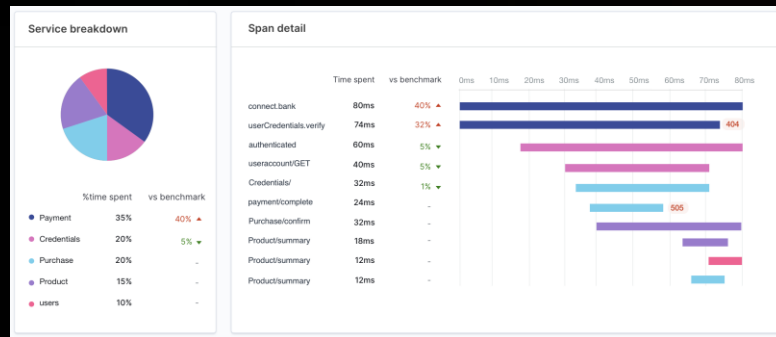 Service breakdown
%time spent vs benchmark
Payment 35% 40%
Credentials 20% 5%
Purchase 20% -
Product 15% -
users 10% -
Span detail
Time spent vs benchmark 0ms 10ms 20ms 30ms 40ms 50ms 60ms 70ms 80ms
connect.bank 80ms 40%
userCredentials.verify 74ms 32% 404
authenticated 60ms 5%
useraccount/GET 40ms 5%
Credentials/ 32ms 1%
payment/complete 24ms - 505
Purchase/confirm 32ms -
Product/summary 18ms -
Product/summary 12ms -
Product/summary 12ms -